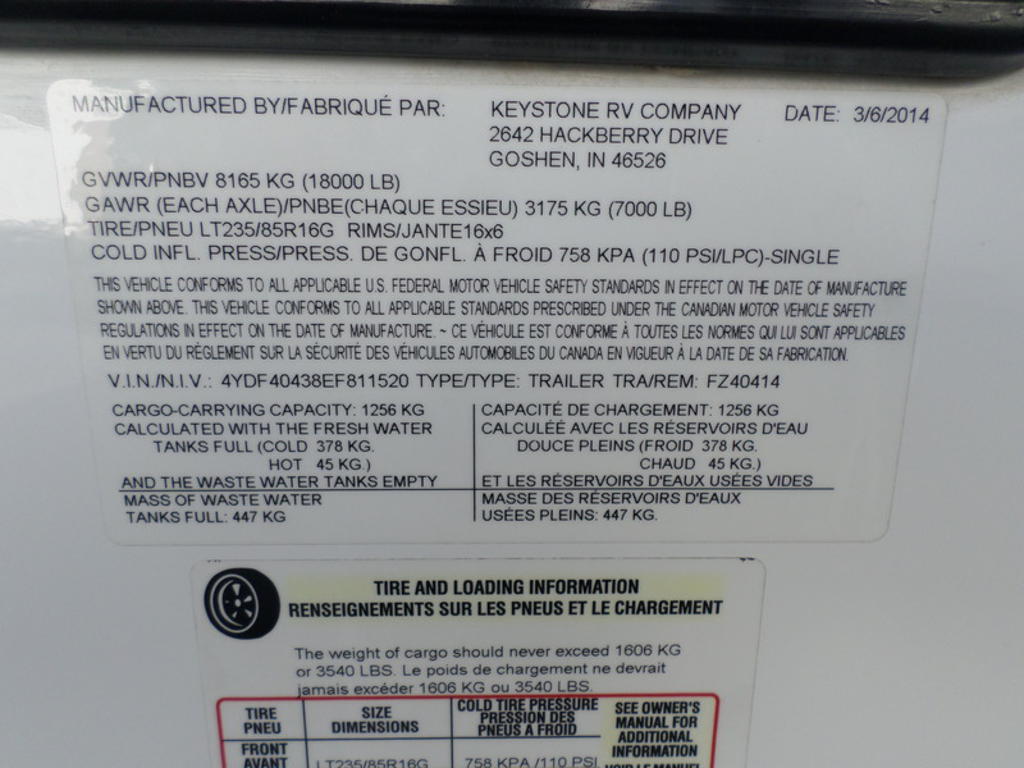 MANUFACTURED BY/FABRIQUÉ PAR: KEYSTONE RV COMPANY DATE: 3/6/2014
2642 HACKBERRY DRIVE
GOSHEN, IN 46526
GVWR/PNBV 8165 KG (18000 LB)
GAWR (EACH AXLE)/PNBE(CHAQUE ESSIEU) 3175 KG (7000 LB)
TIRE/PNEU LT235/85R16G RIMS/JANTE16x6
COLD INFL. PRESS/PRESS. DE GONFL. À FROID 758 KPA (110 PSI/LPC)-SINGLE
THIS VEHICLE CONFORMS TO ALL APPLICABLE U.S. FEDERAL MOTOR VEHICLE SAFETY STANDARDS IN EFFECT ON THE DATE OF MANUFACTURE
SHOWN ABOVE. THIS VEHICLE CONFORMS TO ALL APPLICABLE STANDARDS PRESCRIBED UNDER THE CANADIAN MOTOR VEHICLE SAFETY
REGULATIONS IN EFFECT ON THE DATE OF MANUFACTURE. ~ CE VÉHICULE EST CONFORME À TOUTES LES NORMES QUI LUI SONT APPLICABLES
EN VERTU DU RÉGLEMENT SUR LA SÉCURITÉ DES VÉHICULES AUTOMOBILES DU CANADA EN VIGUEUR À LA DATE DE SA FABRICATION.
V.I.N./N.I.V.: 4YDF40438EF811520 TYPE/TYPE: TRAILER TRA/REM: FZ40414
CARGO-CARRYING CAPACITY: 1256 KG
CALCULATED WITH THE FRESH WATER
TANKS FULL (COLD 378 KG.
HOT 45 KG.)
AND THE WASTE WATER TANKS EMPTY
MASS OF WASTE WATER
TANKS FULL: 447 KG
CAPACITÉ DE CHARGEMENT: 1256 KG
CALCULÉE AVEC LES RÉSERVOIRS D'EAU
DOUCE PLEINS (FROID 378 KG.
CHAUD 45 KG.)
ET LES RÉSERVOIRS D'EAUX USÉES VIDES
MASSE DES RÉSERVOIRS D'EAUX
USÉES PLEINS: 447 KG.
TIRE AND LOADING INFORMATION
RENSEIGNEMENTS SUR LES PNEUS ET LE CHARGEMENT
The weight of cargo should never exceed 1606 KG
or 3540 LBS. Le poids de chargement ne devrait
jamais excéder 1606 KG ou 3540 LBS.
TIRE
PNEU
SIZE
DIMENSIONS
COLD TIRE PRESSURE
PRESSION DES
PNEUS A FROID
SEE OWNER'S
MANUAL FOR
ADDITIONAL
INFORMATION
VOIR LE MANUEL
FRONT
AVANT
LT235/85R16G
758 KPA /110 PSI